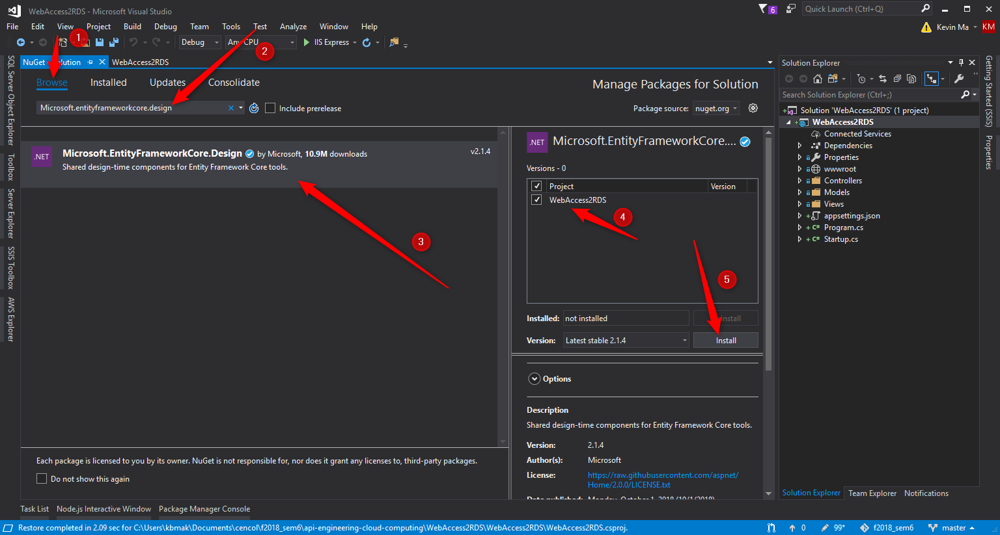 WebAccess2RDS - Microsoft Visual Studio
6
Quick Launch (Ctrl+Q)
File Edit View Project Build Debug Team Tools Test Analyze Window Help
Kevin Ma KM
Debug Any CPU IIS Express
1
2
NuGet - Solution WebAccess2RDS
Browse Installed Updates Consolidate
Manage Packages for Solution
Microsoft.entityframeworkcore.design
Include prerelease
Package source: nuget.org
SQL Server Object Explorer
Toolbox
Server Explorer
SSIS Toolbox
AWS Explorer
.NET
Microsoft.EntityFrameworkCore.Design by Microsoft, 10.9M downloads
v2.1.4
Shared design-time components for Entity Framework Core tools.
3
Each package is licensed to you by its owner. NuGet is not responsible for, nor does it grant any licenses to, third-party packages.
Do not show this again
.NET
Microsoft.EntityFrameworkCore....
Versions - 0
Project Version
WebAccess2RDS
4
5
Installed: not installed
Version: Latest stable 2.1.4 Install
Options
Description
Shared design-time components for Entity Framework Core tools.
Version: 2.1.4
Author(s): Microsoft
License: https://raw.githubusercontent.com/aspnet/
Home/2.0.0/LICENSE.txt
Date published: Monday, October 1, 2018 (10/1/2018)
Solution Explorer
Search Solution Explorer (Ctrl+;)
Solution 'WebAccess2RDS' (1 project)
WebAccess2RDS
Connected Services
Dependencies
Properties
wwwroot
Controllers
Models
Views
appsettings.json
C# Program.cs
C# Startup.cs
Solution Explorer Team Explorer Notifications
Getting Started (SSIS)
Properties
Task List Node.js Interactive Window Package Manager Console
Restore completed in 2.09 sec for C:\Users\kbmak\Documents\cencol\f2018_sem6\api-engineering-cloud-computing\WebAccess2RDS\WebAccess2RDS\WebAccess2RDS.csproj.
0 99* f2018_sem6 master